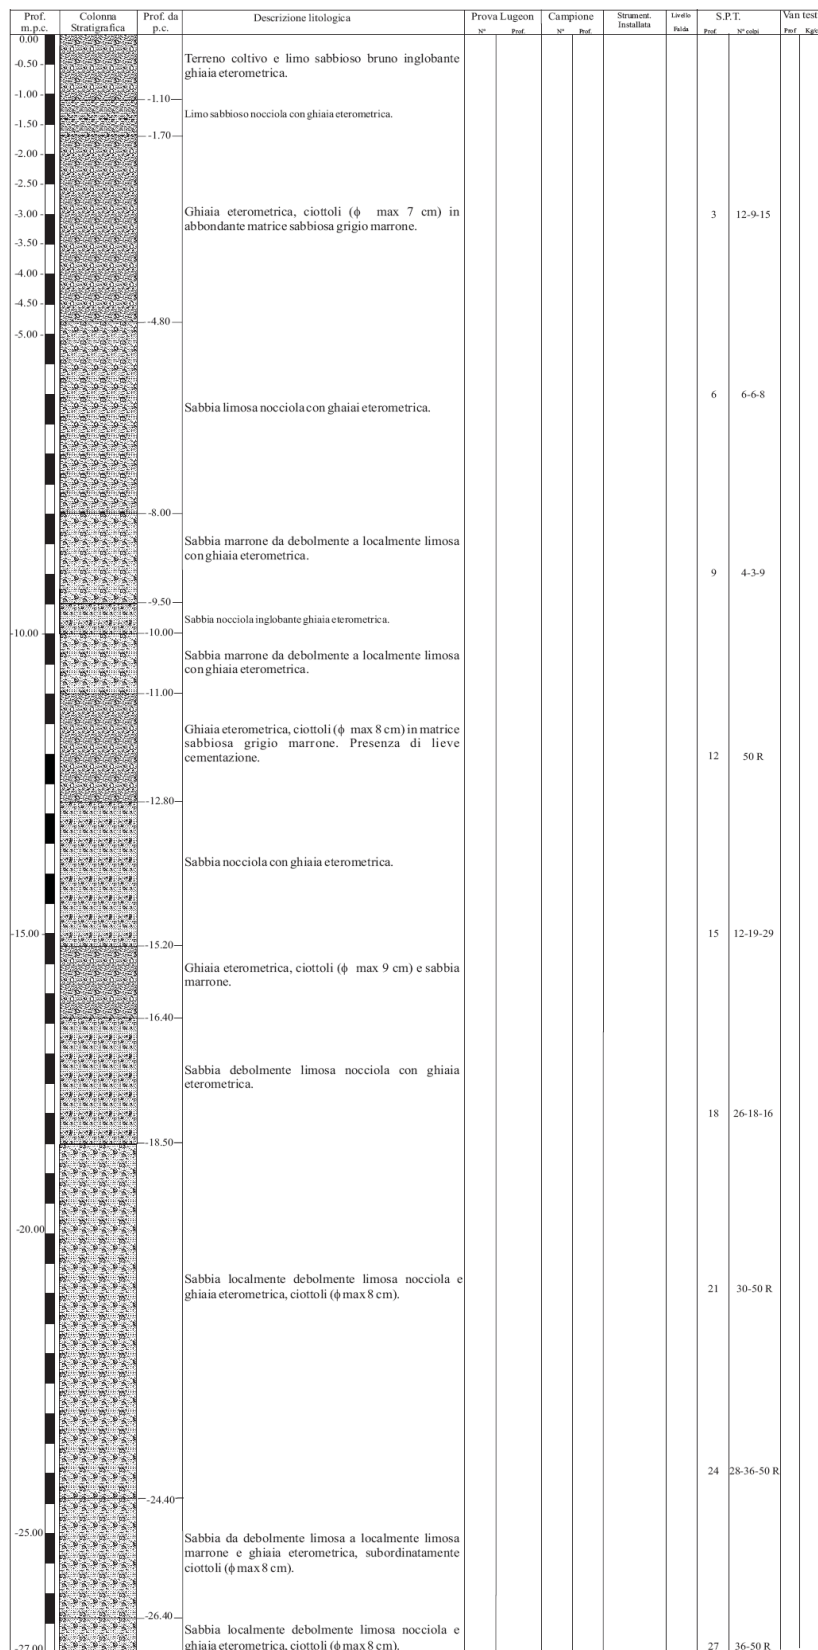 Prof. m.p.c.
Colonna Stratigrafica
Prof. da p.c.
Descrizione litologica
Prova Lugeon
N° Prof.
Campione
N° Prof.
Strument. Installata
Livello Falda
S.P.T.
Prof. N° colpi
Van test
Prof
0.00
Terreno coltivo e limo sabbioso bruno inglobante
ghiaia eterometrica.
-0.50
-1.00
-1.10
Limo sabbioso nocciola con ghiaia eterometrica.
-1.50
-1.70
-2.00
-2.50
Ghiaia eterometrica, ciottoli (ϕ max 7 cm) in
abbondante matrice sabbiosa grigio marrone.
-3.00
3 12-9-15
-3.50
-4.00
-4.50
-4.80
-5.00
6 6-6-8
Sabbia limosa nocciola con ghaiai eterometrica.
-8.00
Sabbia marrone da debolmente a localmente limosa
con ghiaia eterometrica.
9 4-3-9
-9.50
Sabbia nocciola inglobante ghiaia eterometrica.
-10.00
-10.00
Sabbia marrone da debolmente a localmente limosa
con ghiaia eterometrica.
-11.00
Ghiaia eterometrica, ciottoli (ϕ max 8 cm) in matrice
sabbiosa grigio marrone. Presenza di lieve
cementazione.
12 50 R
-12.80
Sabbia nocciola con ghiaia eterometrica.
-15.00
15 12-19-29
-15.20
Ghiaia eterometrica, ciottoli (ϕ max 9 cm) e sabbia
marrone.
-16.40
Sabbia debolmente limosa nocciola con ghiaia
eterometrica.
18 26-18-16
-18.50
-20.00
Sabbia localmente debolmente limosa nocciola e
ghiaia eterometrica, ciottoli (ϕ max 8 cm).
21 30-50 R
24 28-36-50 R
-24.40
-25.00
Sabbia da debolmente limosa a localmente limosa
marrone e ghiaia eterometrica, subordinatamente
ciottoli (ϕ max 8 cm).
-26.40
Sabbia localmente debolmente limosa nocciola e
ghiaia eterometrica, ciottoli (ϕ max 8 cm).
-27.00
27 36-50 R